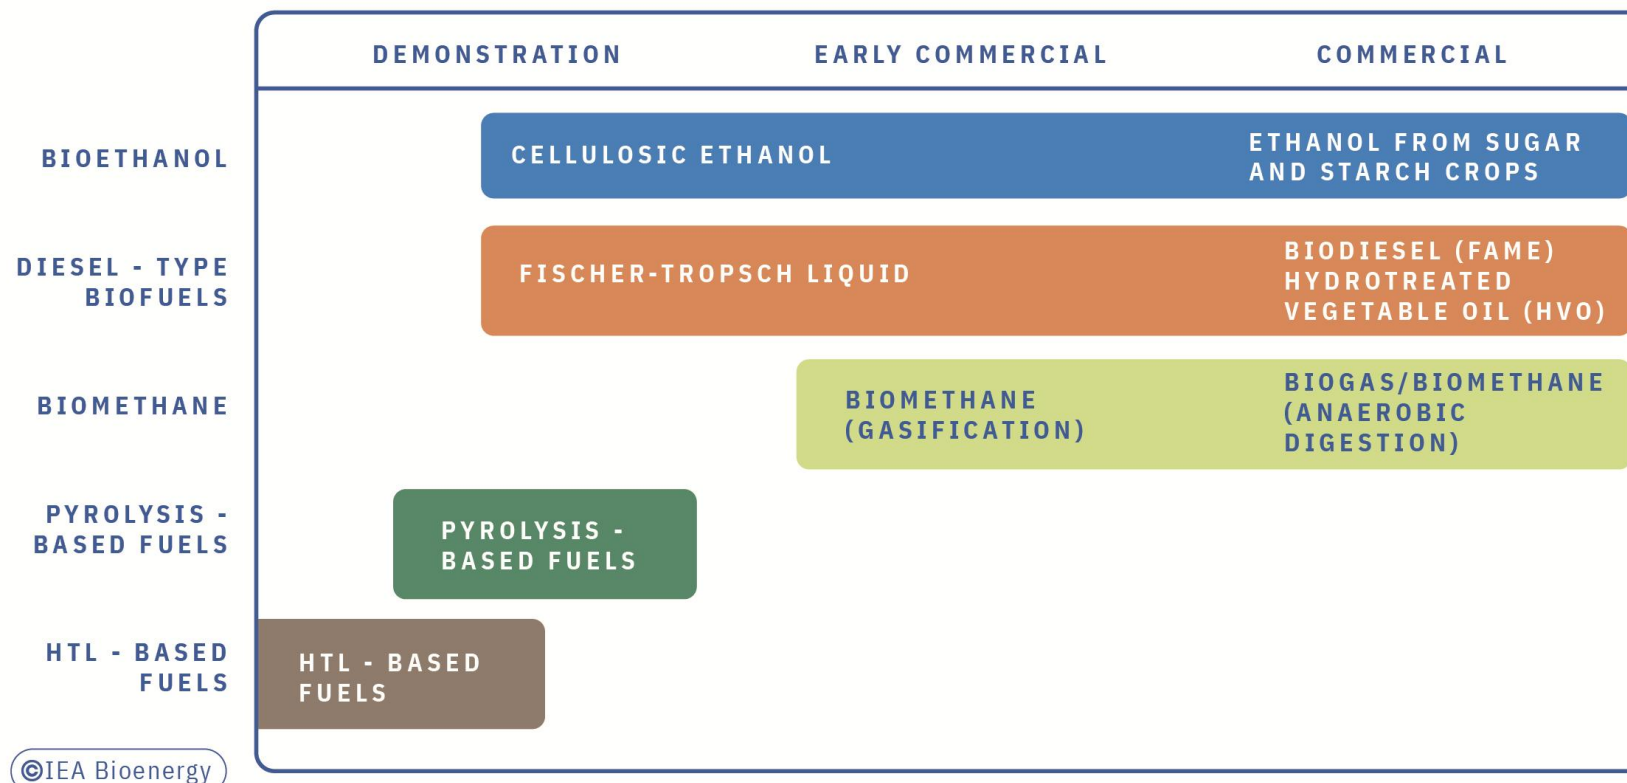 DEMONSTRATION EARLY COMMERCIAL COMMERCIAL
BIOETHANOL
CELLULOSIC ETHANOL
ETHANOL FROM SUGAR
AND STARCH CROPS
DIESEL - TYPE
BIOFUELS
FISCHER-TROPSCH LIQUID
BIODIESEL (FAME)
HYDROTREATED
VEGETABLE OIL (HVO)
BIOMETHANE
BIOMETHANE
(GASIFICATION)
BIOGAS/BIOMETHANE
(ANAEROBIC
DIGESTION)
PYROLYSIS -
BASED FUELS
PYROLYSIS -
BASED FUELS
HTL - BASED
FUELS
HTL - BASED
FUELS
©IEA Bioenergy